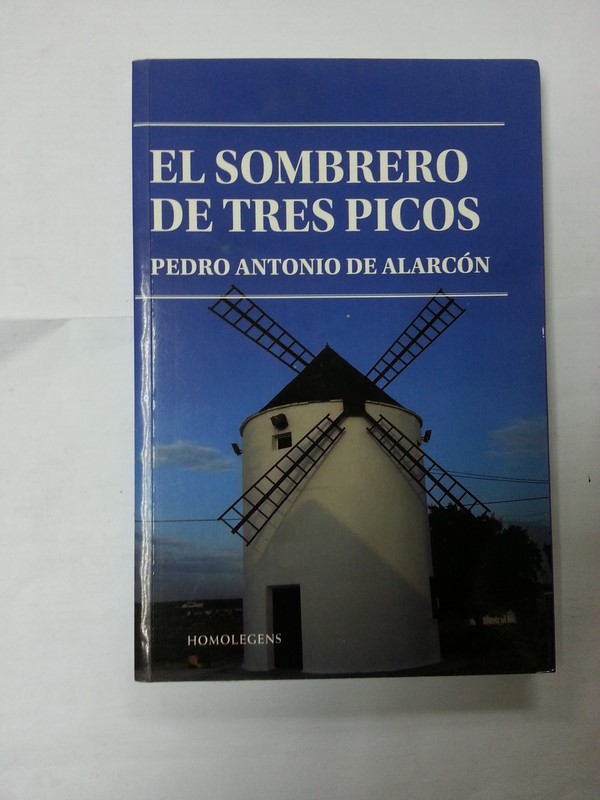 EL SOMBRERO
DE TRES PICOS
PEDRO ANTONIO DE ALARCÓN
HOMOLEGENS